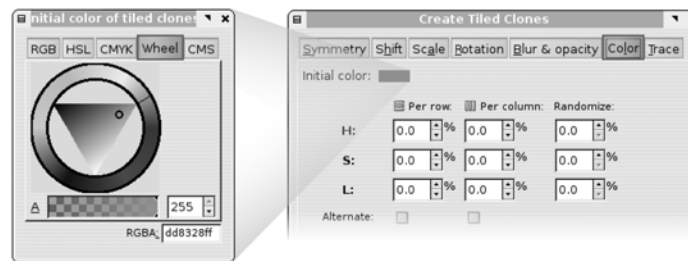 nitial color of tiled clones
RGB HSL CMYK Wheel CMS
A 255
RGBA: dd8328ff
Create Tiled Clones
Symmetry Shift Scale Rotation Blur & opacity Color Trace
Initial color:
Per row: Per column: Randomize:
H: 0.0 % 0.0 % 0.0 %
S: 0.0 % 0.0 % 0.0 %
L: 0.0 % 0.0 % 0.0 %
Alternate: